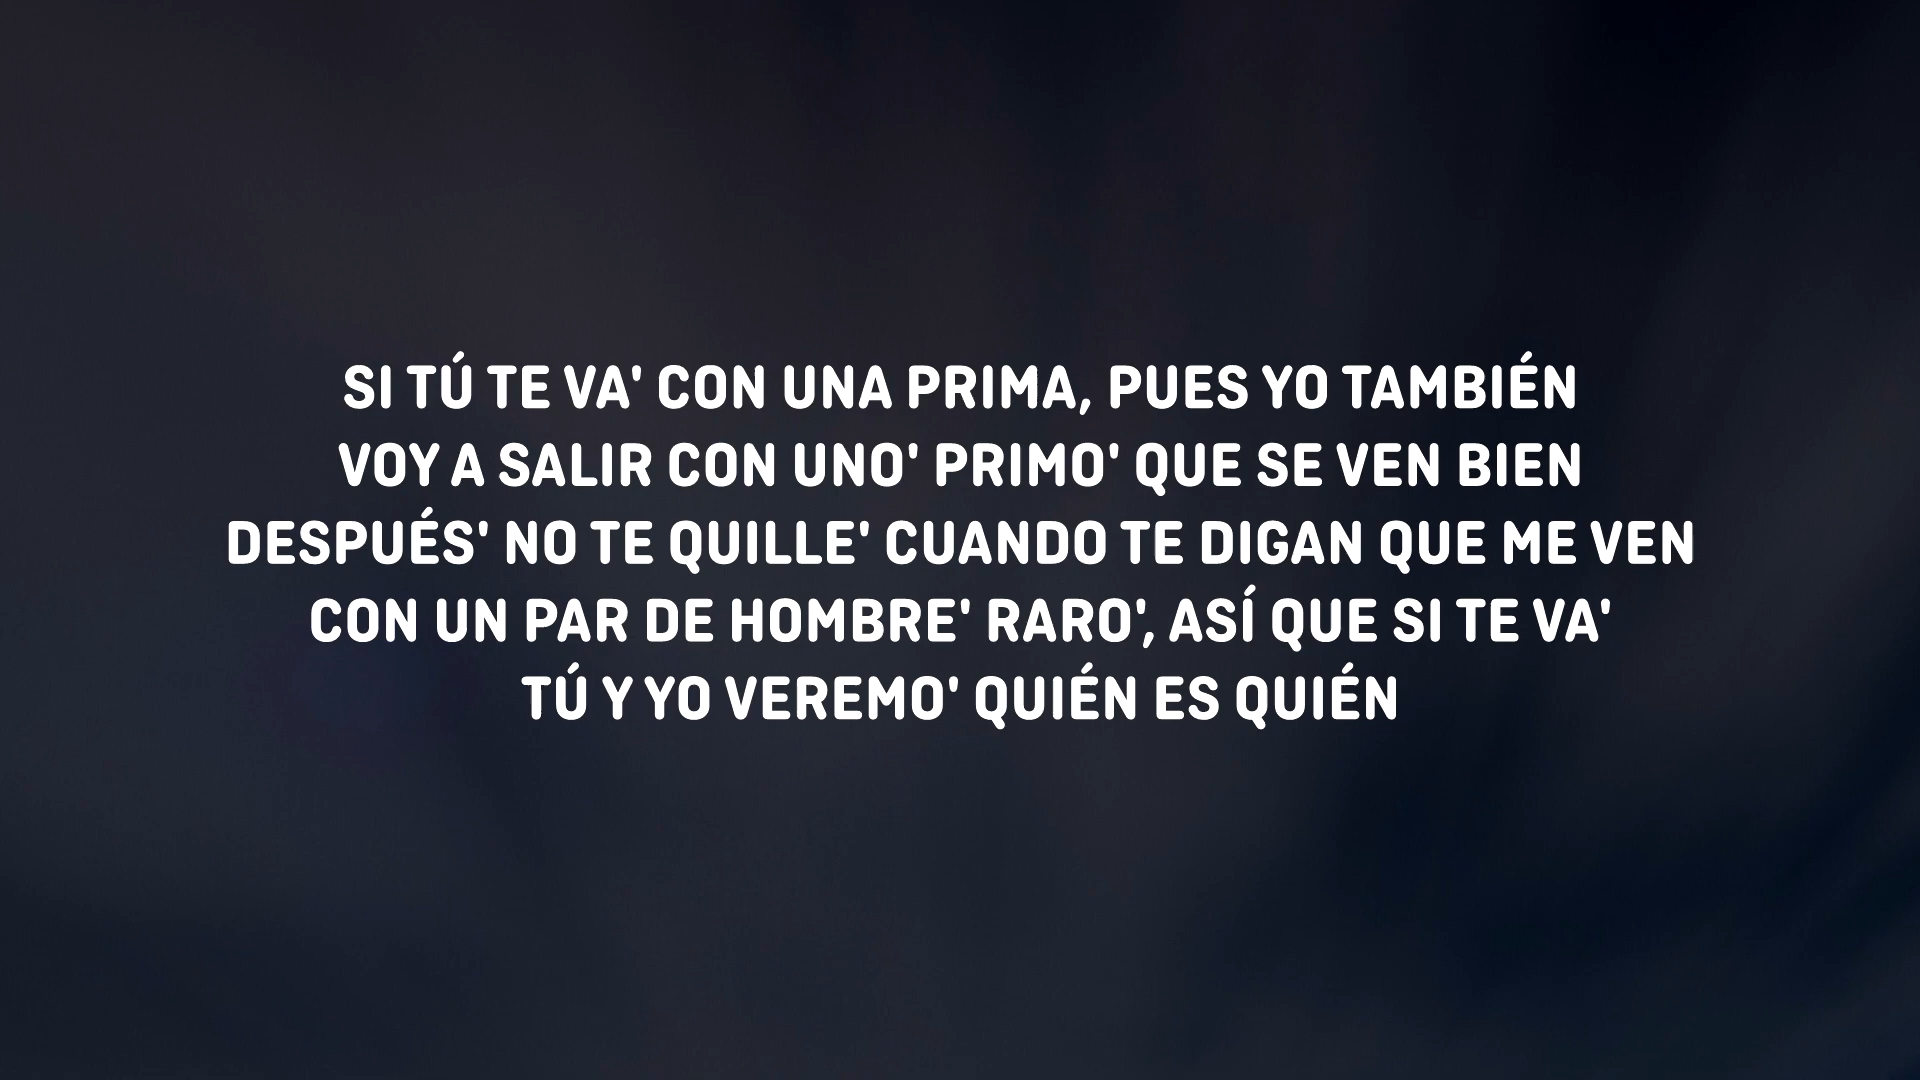 SI TÚ TE VA' CON UNA PRIMA, PUES YO TAMBIÉN
VOY A SALIR CON UNO' PRIMO' QUE SE VEN BIEN
DESPUÉS' NO TE QUILLE' CUANDO TE DIGAN QUE ME VEN
CON UN PAR DE HOMBRE' RARO', ASÍ QUE SI TE VA'
TÚ Y YO VEREMO' QUIÉN ES QUIÉN